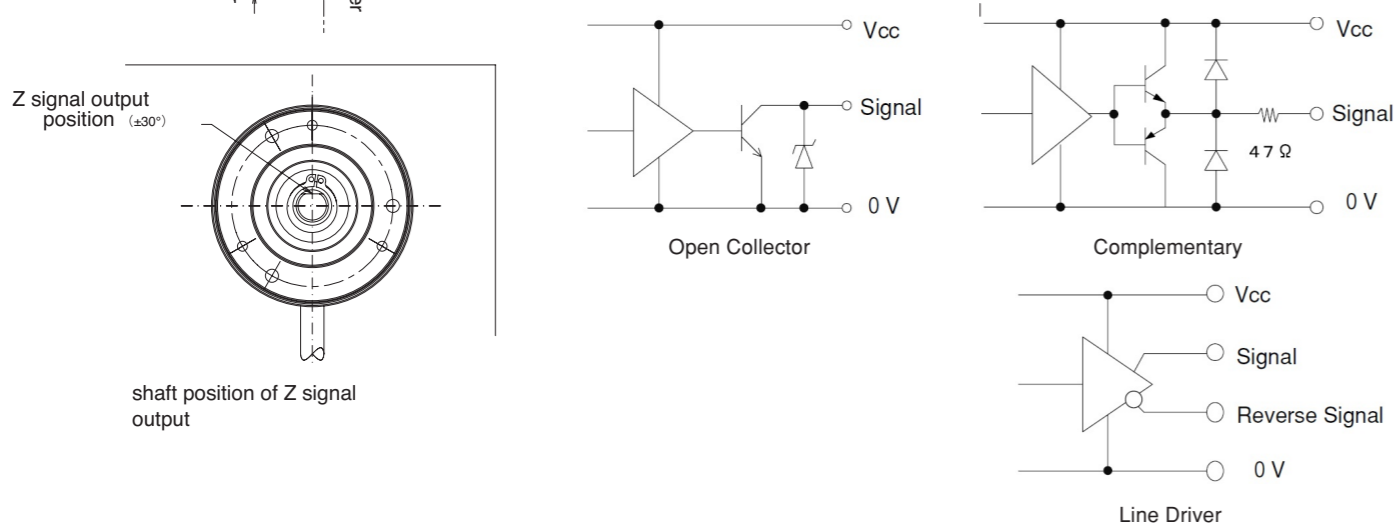 Z signal output
position (±30°)
shaft position of Z signal
output
Vcc
Signal
0 V
Open Collector
Vcc
Signal
47 Ω
0 V
Complementary
Vcc
Signal
Reverse Signal
0 V
Line Driver